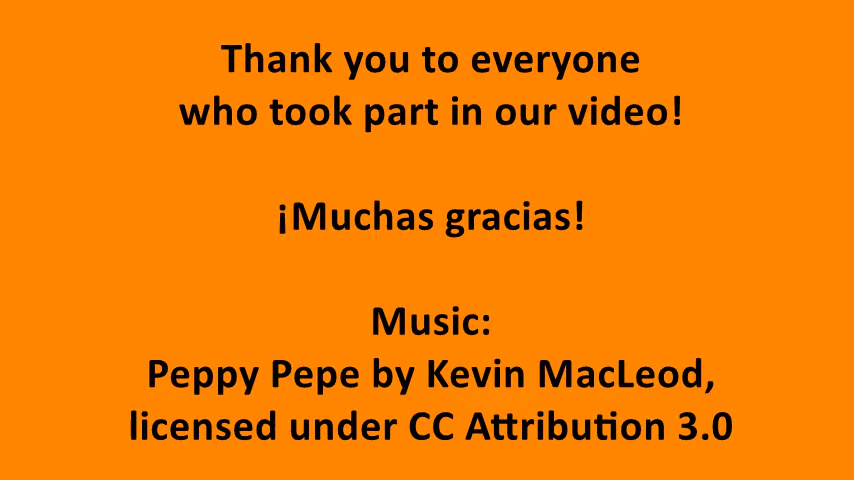 Thank you to everyone
who took part in our video!
¡Muchas gracias!
Music:
Peppy Pepe by Kevin MacLeod,
licensed under CC Attribution 3.0